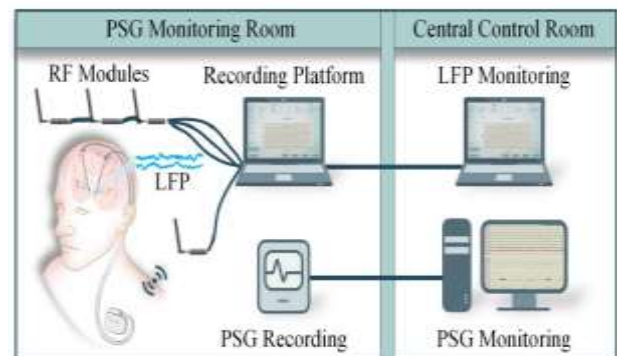 PSG Monitoring Room
Central Control Room
RF Modules
Recording Platform
LFP Monitoring
LFP
PSG Recording
PSG Monitoring